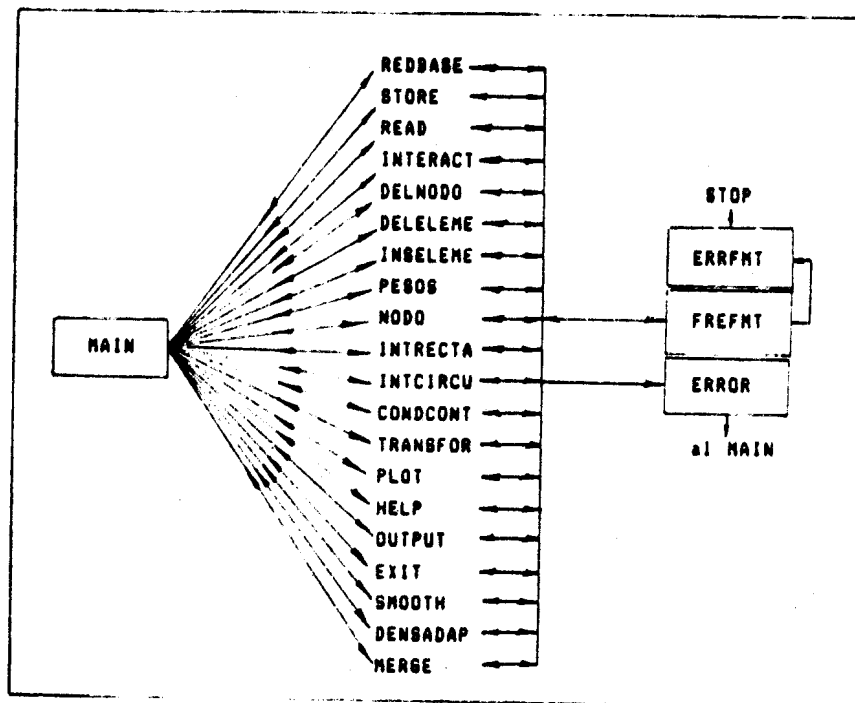 REDBASE
STORE
READ
INTERACT
DELNODO
DELELEME
INSELEME
PESOS
NODO
INTRECTA
INTCIRCU
CONDCONT
TRANSFOR
PLOT
HELP
OUTPUT
EXIT
SMOOTH
DENSADAP
MERGE
MAIN
STOP
ERRFMT
FREFMT
ERROR
al MAIN